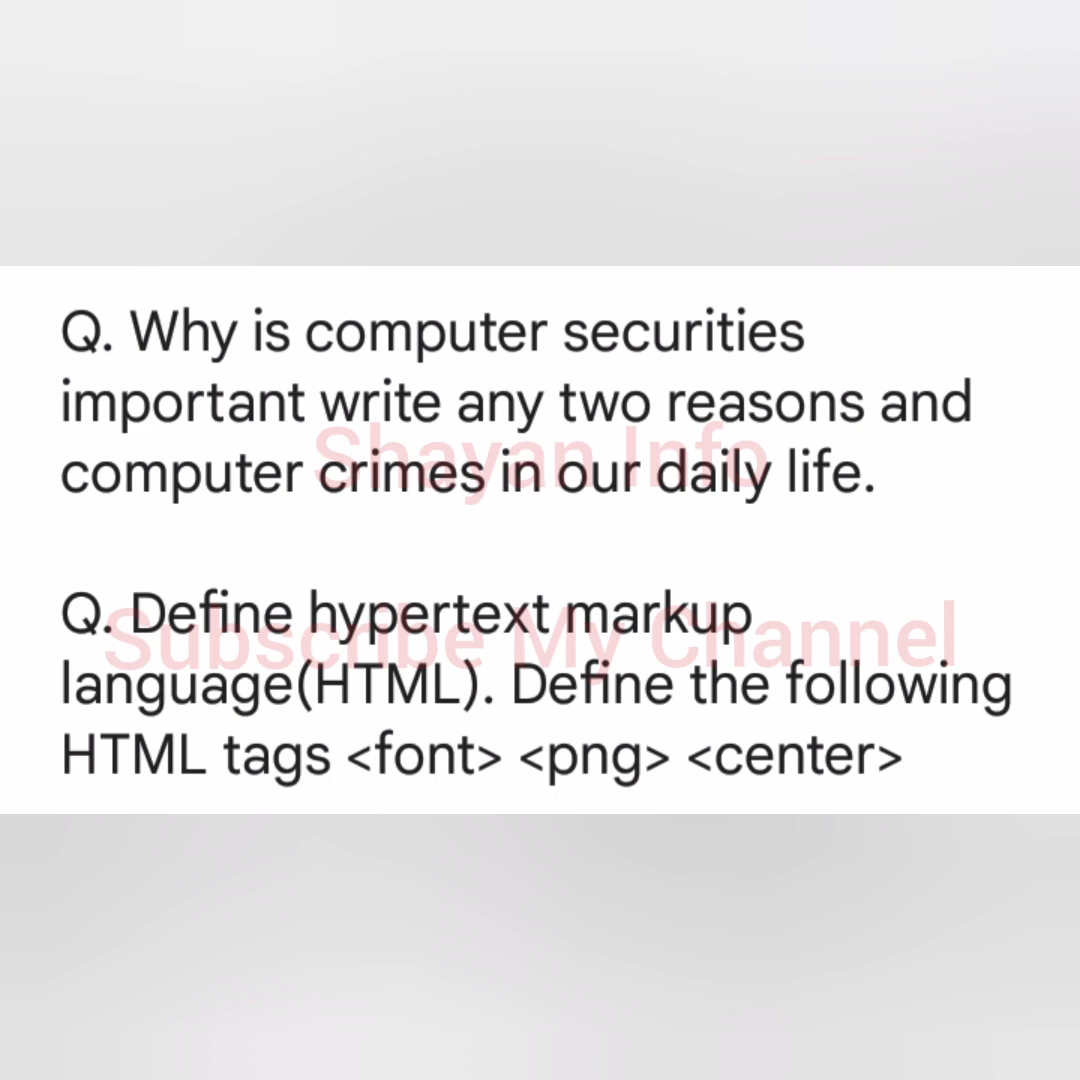 Q. Why is computer securities
important write any two reasons and
Shayan Info
computer crimes in our daily life.
Q. Define hypertext markup
Subscribe My Channel
language(HTML). Define the following
HTML tags <font> <png> <center>